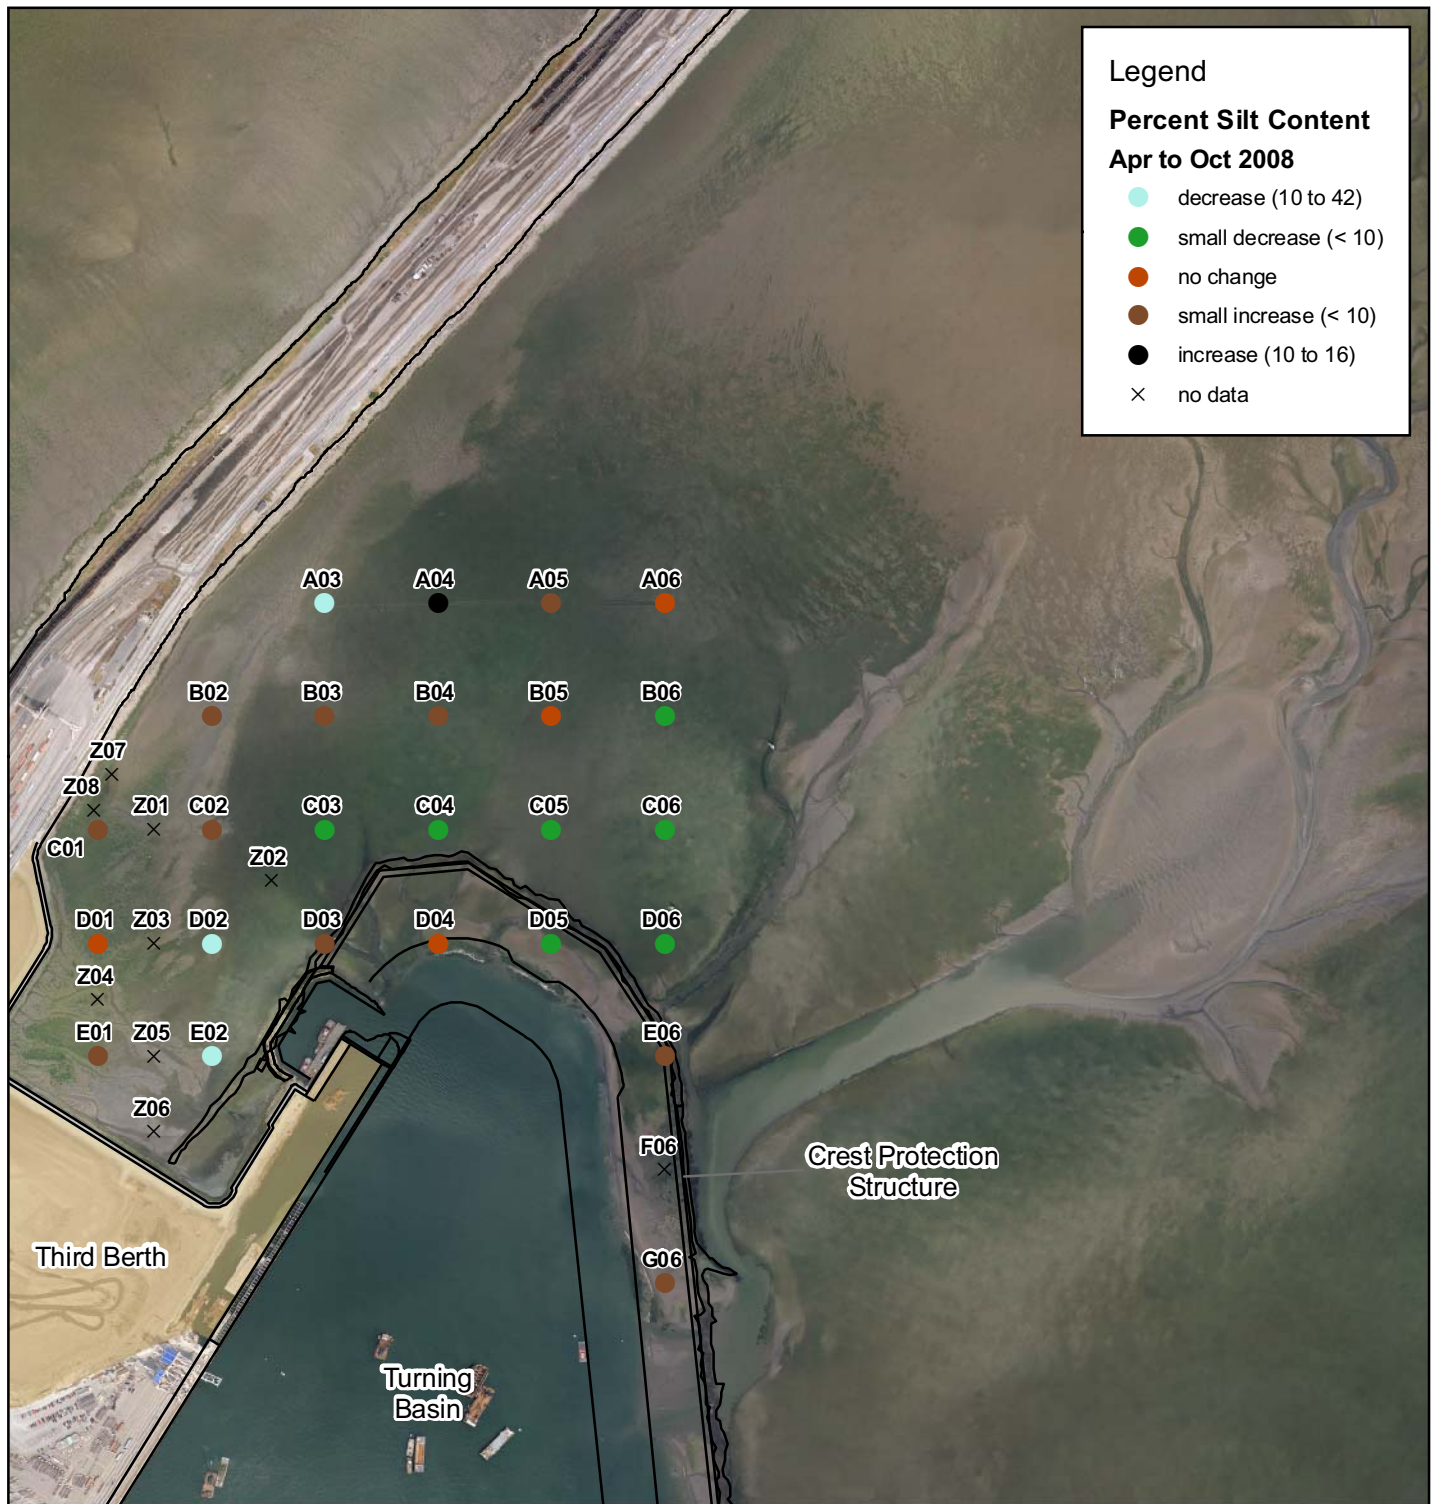 Legend
Percent Silt Content
Apr to Oct 2008
decrease (10 to 42)
small decrease (< 10)
no change
small increase (< 10)
increase (10 to 16)
no data
A03 A04 A05 A06
B02 B03 B04 B05 B06
Z07
Z08
Z01 C02 C03 C04 C05 C06
C01
Z02
D01 Z03 D02 D03 D04 D05 D06
Z04
E01 Z05 E02 E06
Z06
F06
Crest Protection
Structure
Third Berth
G06
Turning
Basin